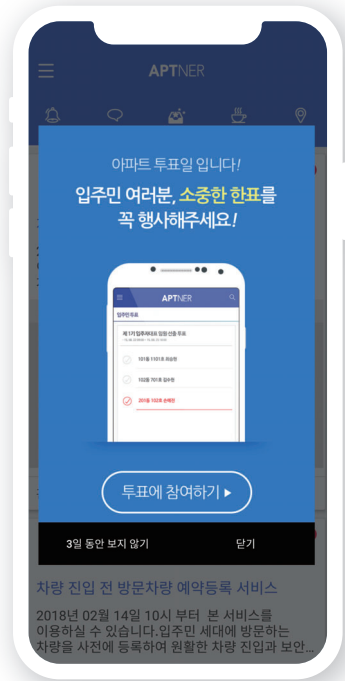 APTNER
아파트 투표일 입니다!
입주민 여러분, 소중한 한표를
꼭 행사해주세요!
APTNER
입주민투표
제 1기 입주자대표 임원 선출 투표
101동 1101호 최상원
102동 701호 김수현
201동 102호 손혜진
투표에 참여하기 ▶
3일 동안 보지 않기 닫기
차량 진입 전 방문차량 예약등록 서비스
2018년 02월 14일 10시 부터 본 서비스를
이용하실 수 있습니다.입주민 세대에 방문하는
차량을 사전에 등록하여 원활한 차량 진입과 보안...